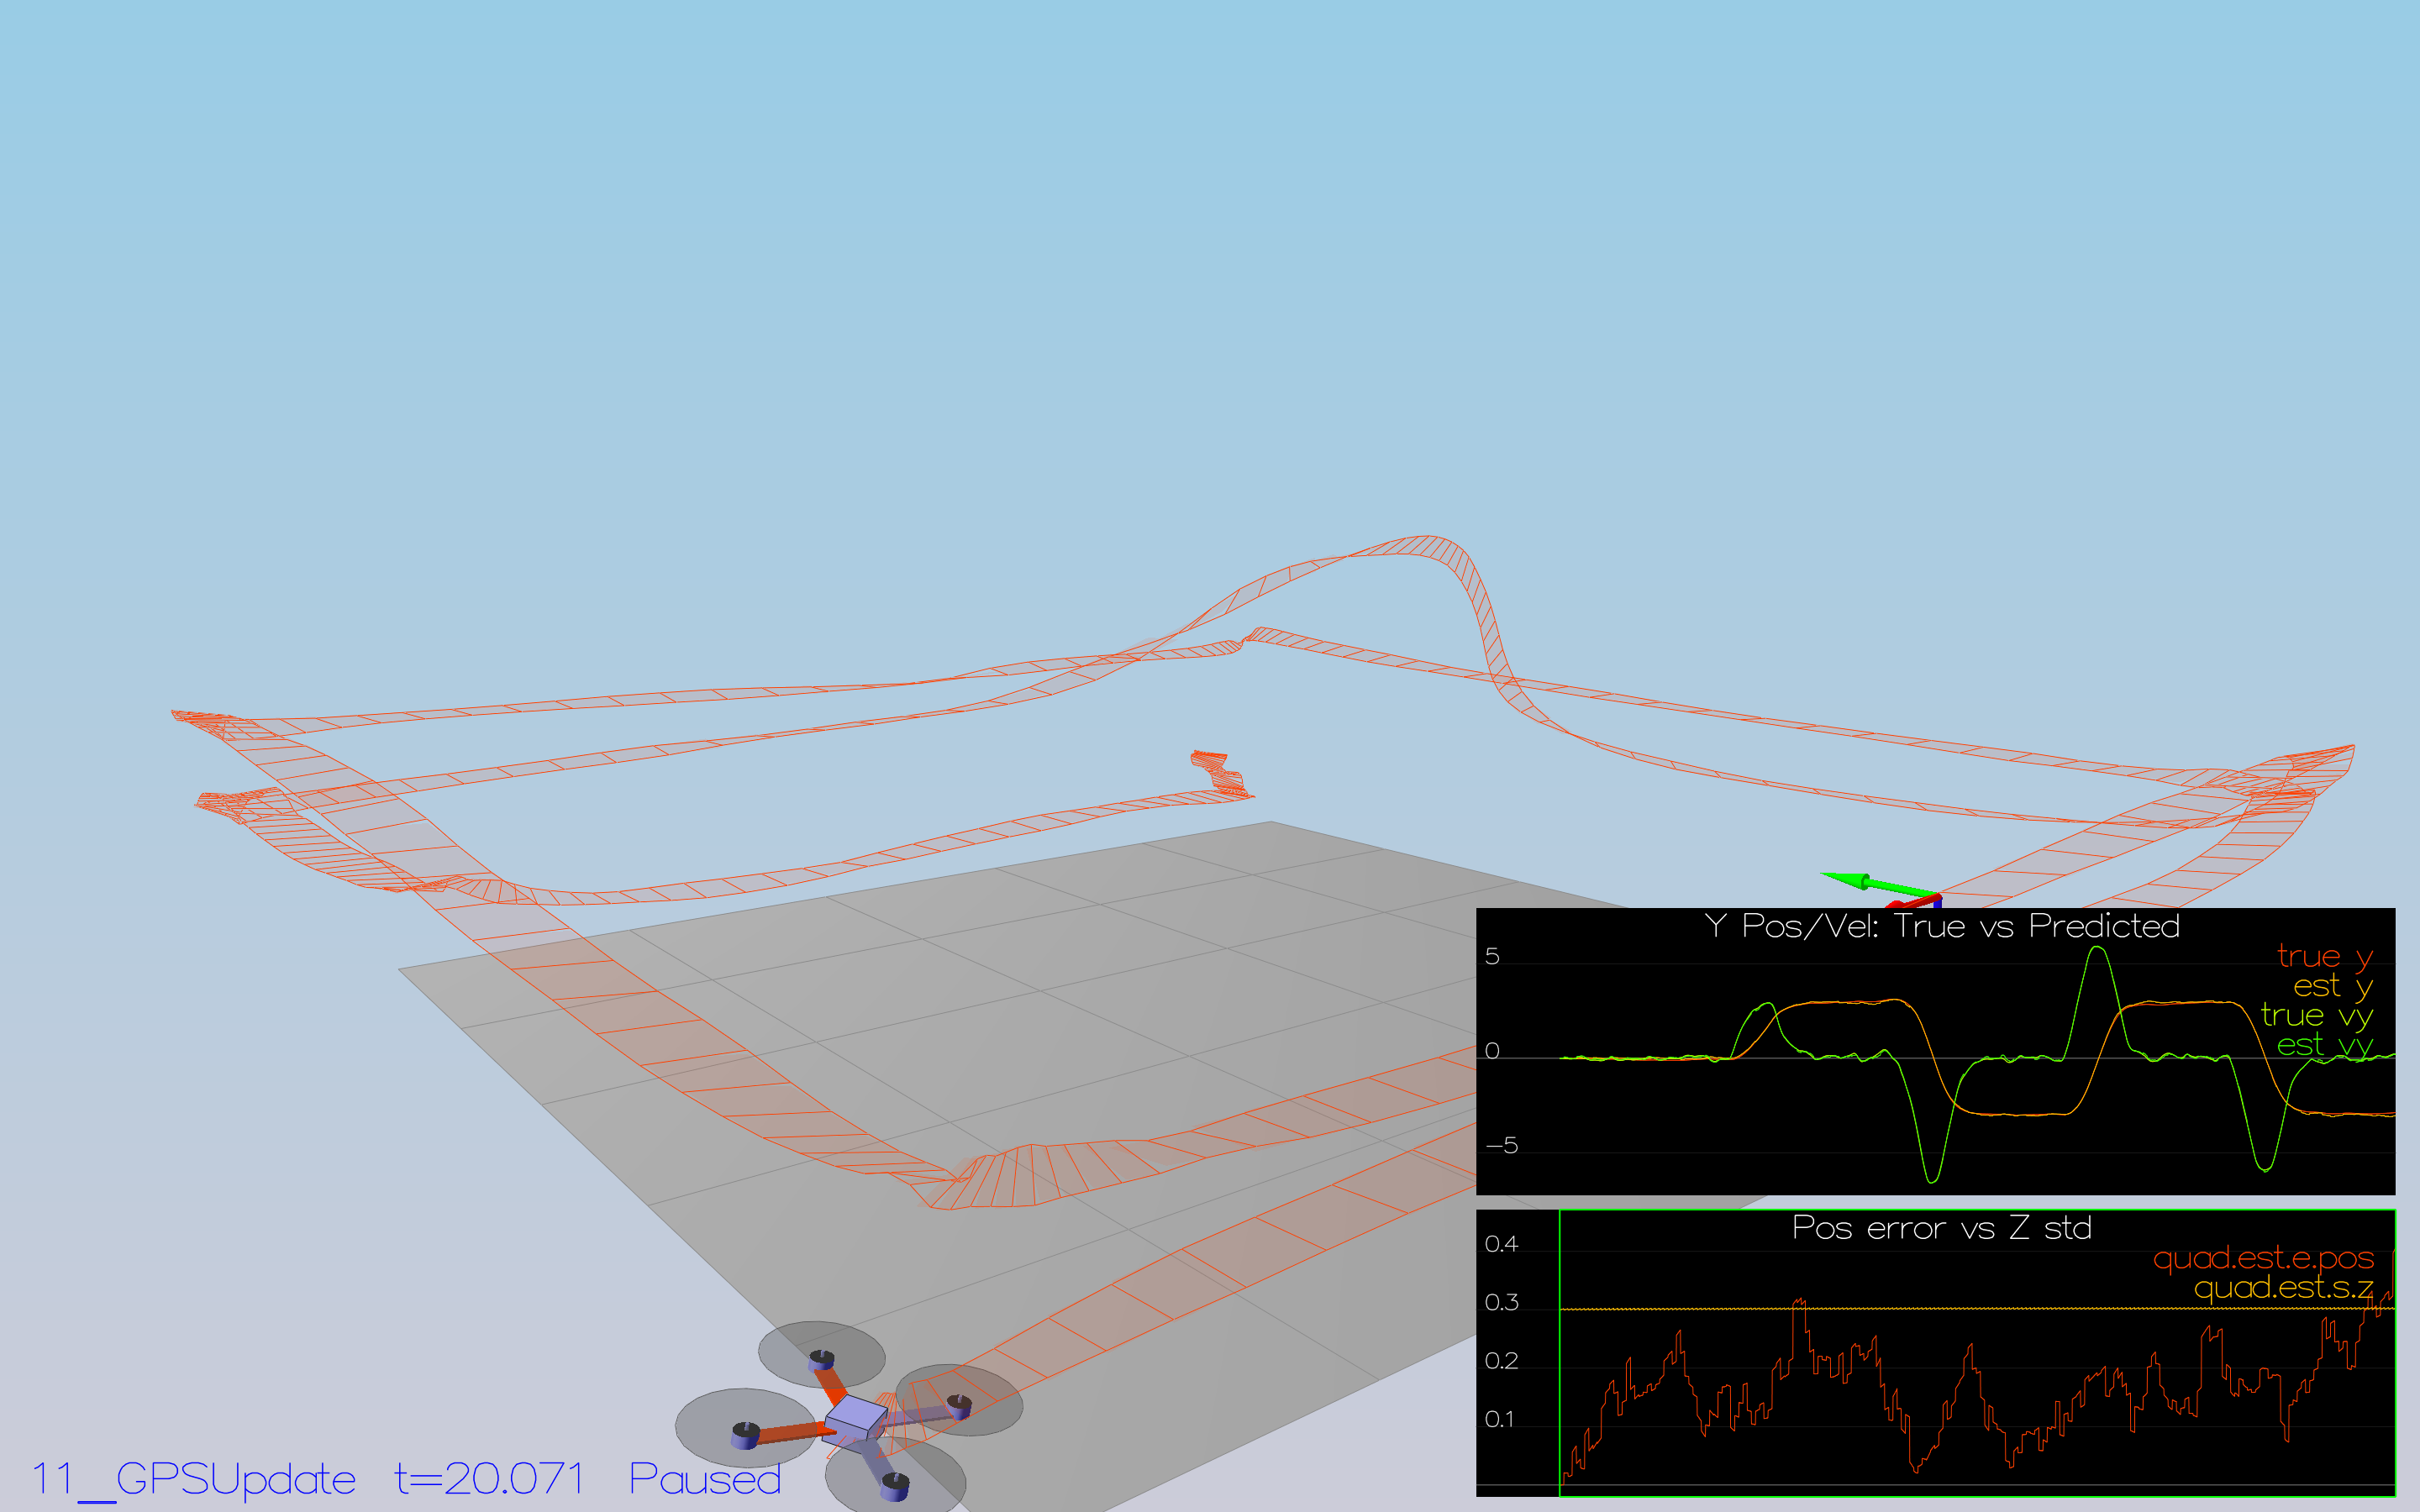 Y Pos/Vel: True vs Predicted
5
true y
est y
true vy
0
est vy
−5
Pos error vs Z std
0.4
quad.est.e.pos
quad.est.s.z
0.3
0.2
0.1
11__GPSUpdate t=20.071 Paused